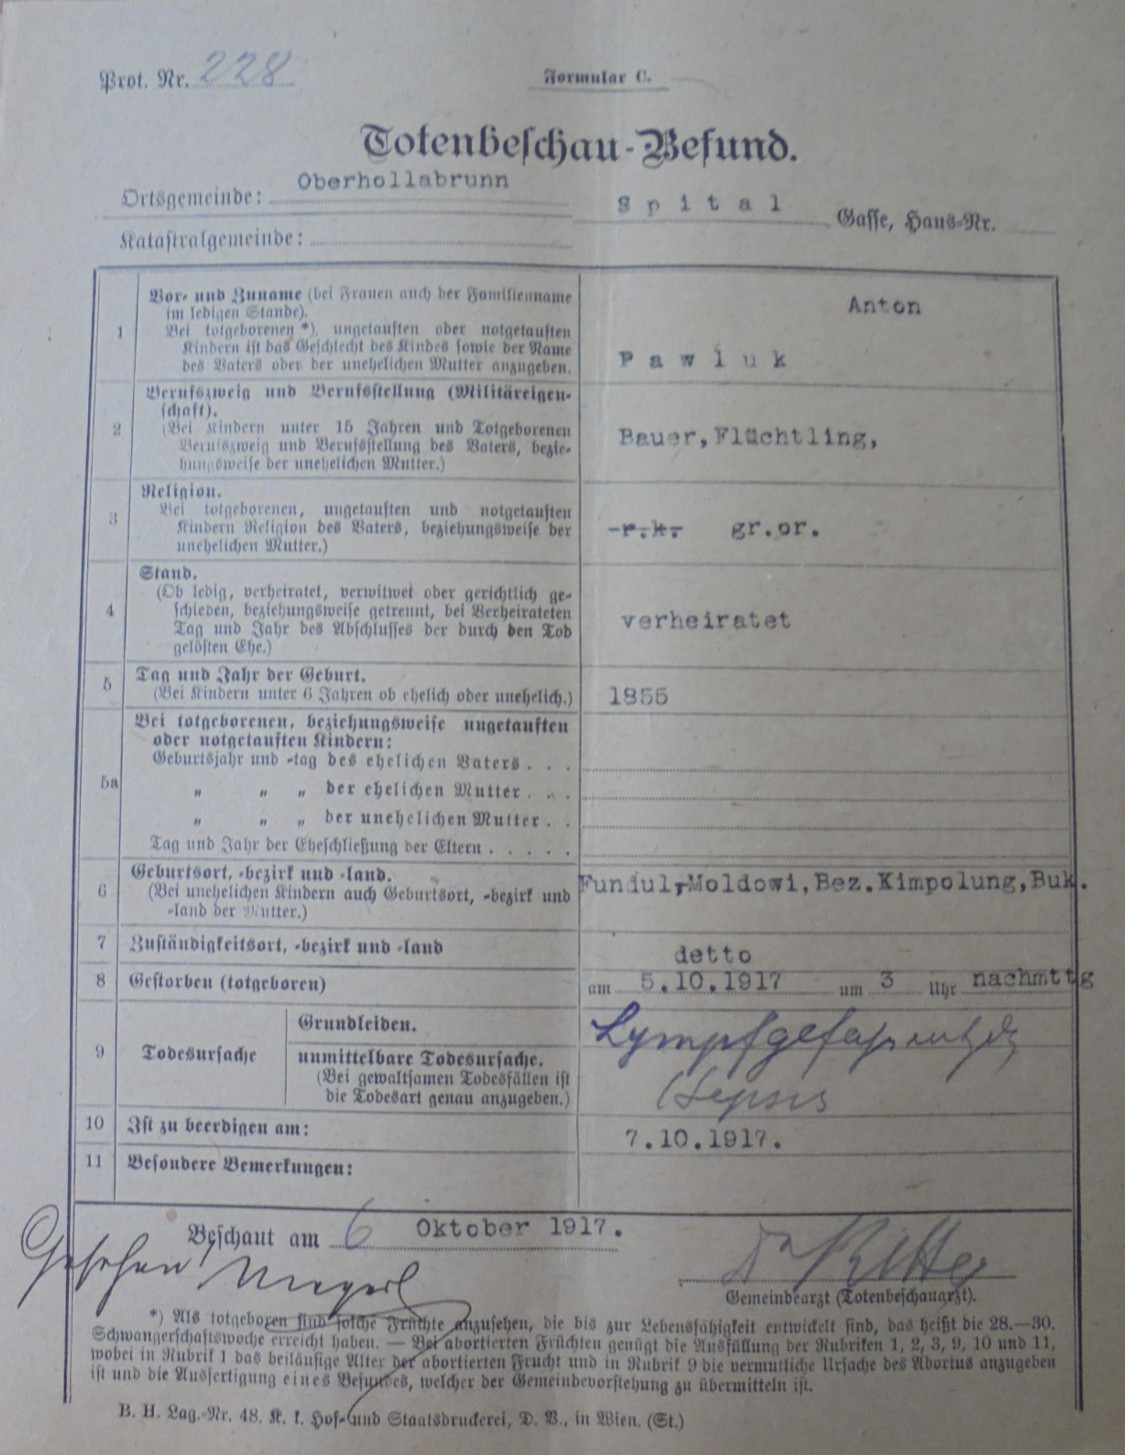 Prot. Nr. 228
Formular C.
Totenbeschau-Befund.
Ortsgemeinde: Oberhollabrunn
Spital Gasse, Haus-Nr.
Katastralgemeinde:
1
Vor- und Zuname (bei Frauen auch der Familienname
im ledigen Stande).
Bei totgeborenen *), ungetauften oder notgetauften
Kindern ist das Geschlecht des Kindes sowie der Name
des Vaters oder der unehelichen Mutter anzugeben.
Anton
Pawluk
2
Berufszweig und Berufsstellung (Militäreigen-
schaft).
(Bei Kindern unter 15 Jahren und Totgeborenen
Berufszweig und Berufsstellung des Vaters, bezie-
hungsweise der unehelichen Mutter.)
Bauer, Flüchtling,
3
Religion.
Bei totgeborenen, ungetauften und notgetauften
Kindern Religion des Vaters, beziehungsweise der
unehelichen Mutter.)
-r.k. gr.or.
4
Stand.
(Ob ledig, verheiratet, verwitwet oder gerichtlich ge-
schieden, beziehungsweise getrennt, bei Verheirateten
Tag und Jahr des Abschlusses der durch den Tod
gelösten Ehe.)
verheiratet
5
Tag und Jahr der Geburt.
(Bei Kindern unter 6 Jahren ob ehelich oder unehelich.)
1855
5a
Bei totgeborenen, beziehungsweise ungetauften
oder notgetauften Kindern:
Geburtsjahr und -tag des ehelichen Vaters . . .
" " " der ehelichen Mutter . . .
" " " der unehelichen Mutter . .
Tag und Jahr der Eheschließung der Eltern . . . . .
6
Geburtsort, -bezirk und -land.
(Bei unehelichen Kindern auch Geburtsort, -bezirk und
-land der Mutter.)
Fundul,-Moldowi, Bez.Kimpolung, Buk.
7
Zuständigkeitsort, -bezirk und -land
detto
8
Gestorben (totgeboren)
am 5.10.1917 um 3 Uhr nachmttg
9
Todesursache
Grundleiden.
Lympfgefäß
unmittelbare Todesursache.
(Bei gewaltsamen Todesfällen ist
die Todesart genau anzugeben.)
Sepsis
10
Ist zu beerdigen am:
7.10.1917.
11
Besondere Bemerkungen:
Beschaut am 6 Oktober 1917.
Gesehen
Dr Ritter
Gemeindearzt (Totenbeschauarzt).
*) Als totgeboren sind solche Früchte anzusehen, die bis zur Lebensfähigkeit entwickelt sind, das heißt die 28.—30.
Schwangerschaftswoche erreicht haben. — Bei abortierten Früchten genügt die Ausfüllung der Rubriken 1, 2, 3, 9, 10 und 11,
wobei in Rubrik 1 das beiläufige Alter der abortierten Frucht und in Rubrik 9 die vermutliche Ursache des Abortus anzugeben
ist und die Ausfertigung eines Befundes, welcher der Gemeindevorstehung zu übermitteln ist.
B. H. Lag.-Nr. 48. K. k. Hof- und Staatsdruckerei, D. B., in Wien. (St.)